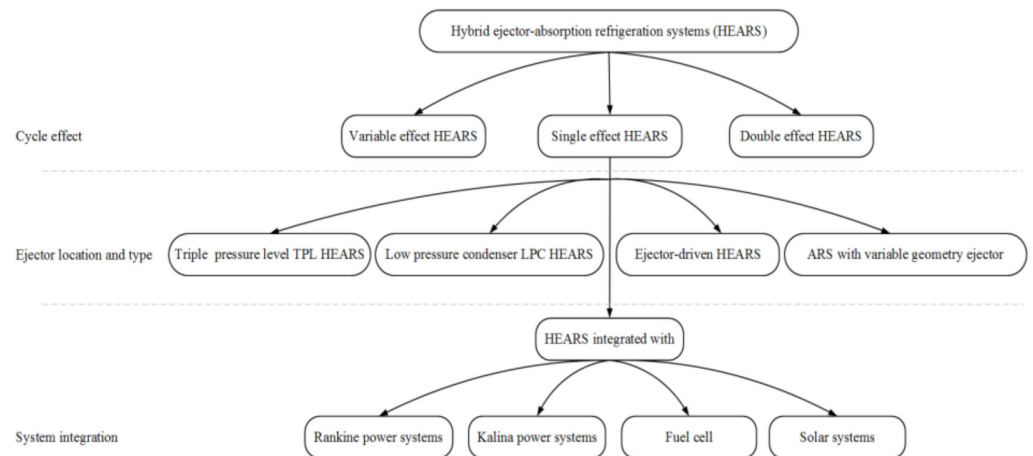 Hybrid ejector-absorption refrigeration systems (HEARS)
Cycle effect
Variable effect HEARS
Single effect HEARS
Double effect HEARS
Ejector location and type
Triple pressure level TPL HEARS
Low pressure condenser LPC HEARS
Ejector-driven HEARS
ARS with variable geometry ejector
HEARS integrated with
System integration
Rankine power systems
Kalina power systems
Fuel cell
Solar systems